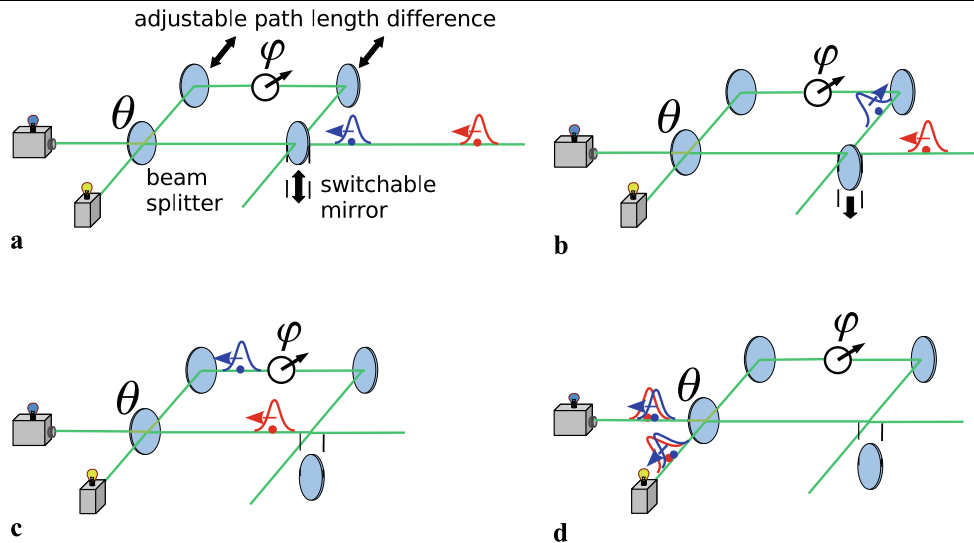 adjustable path length difference
φ
θ
beam
splitter
switchable
mirror
a
φ
θ
b
φ
θ
c
φ
θ
d